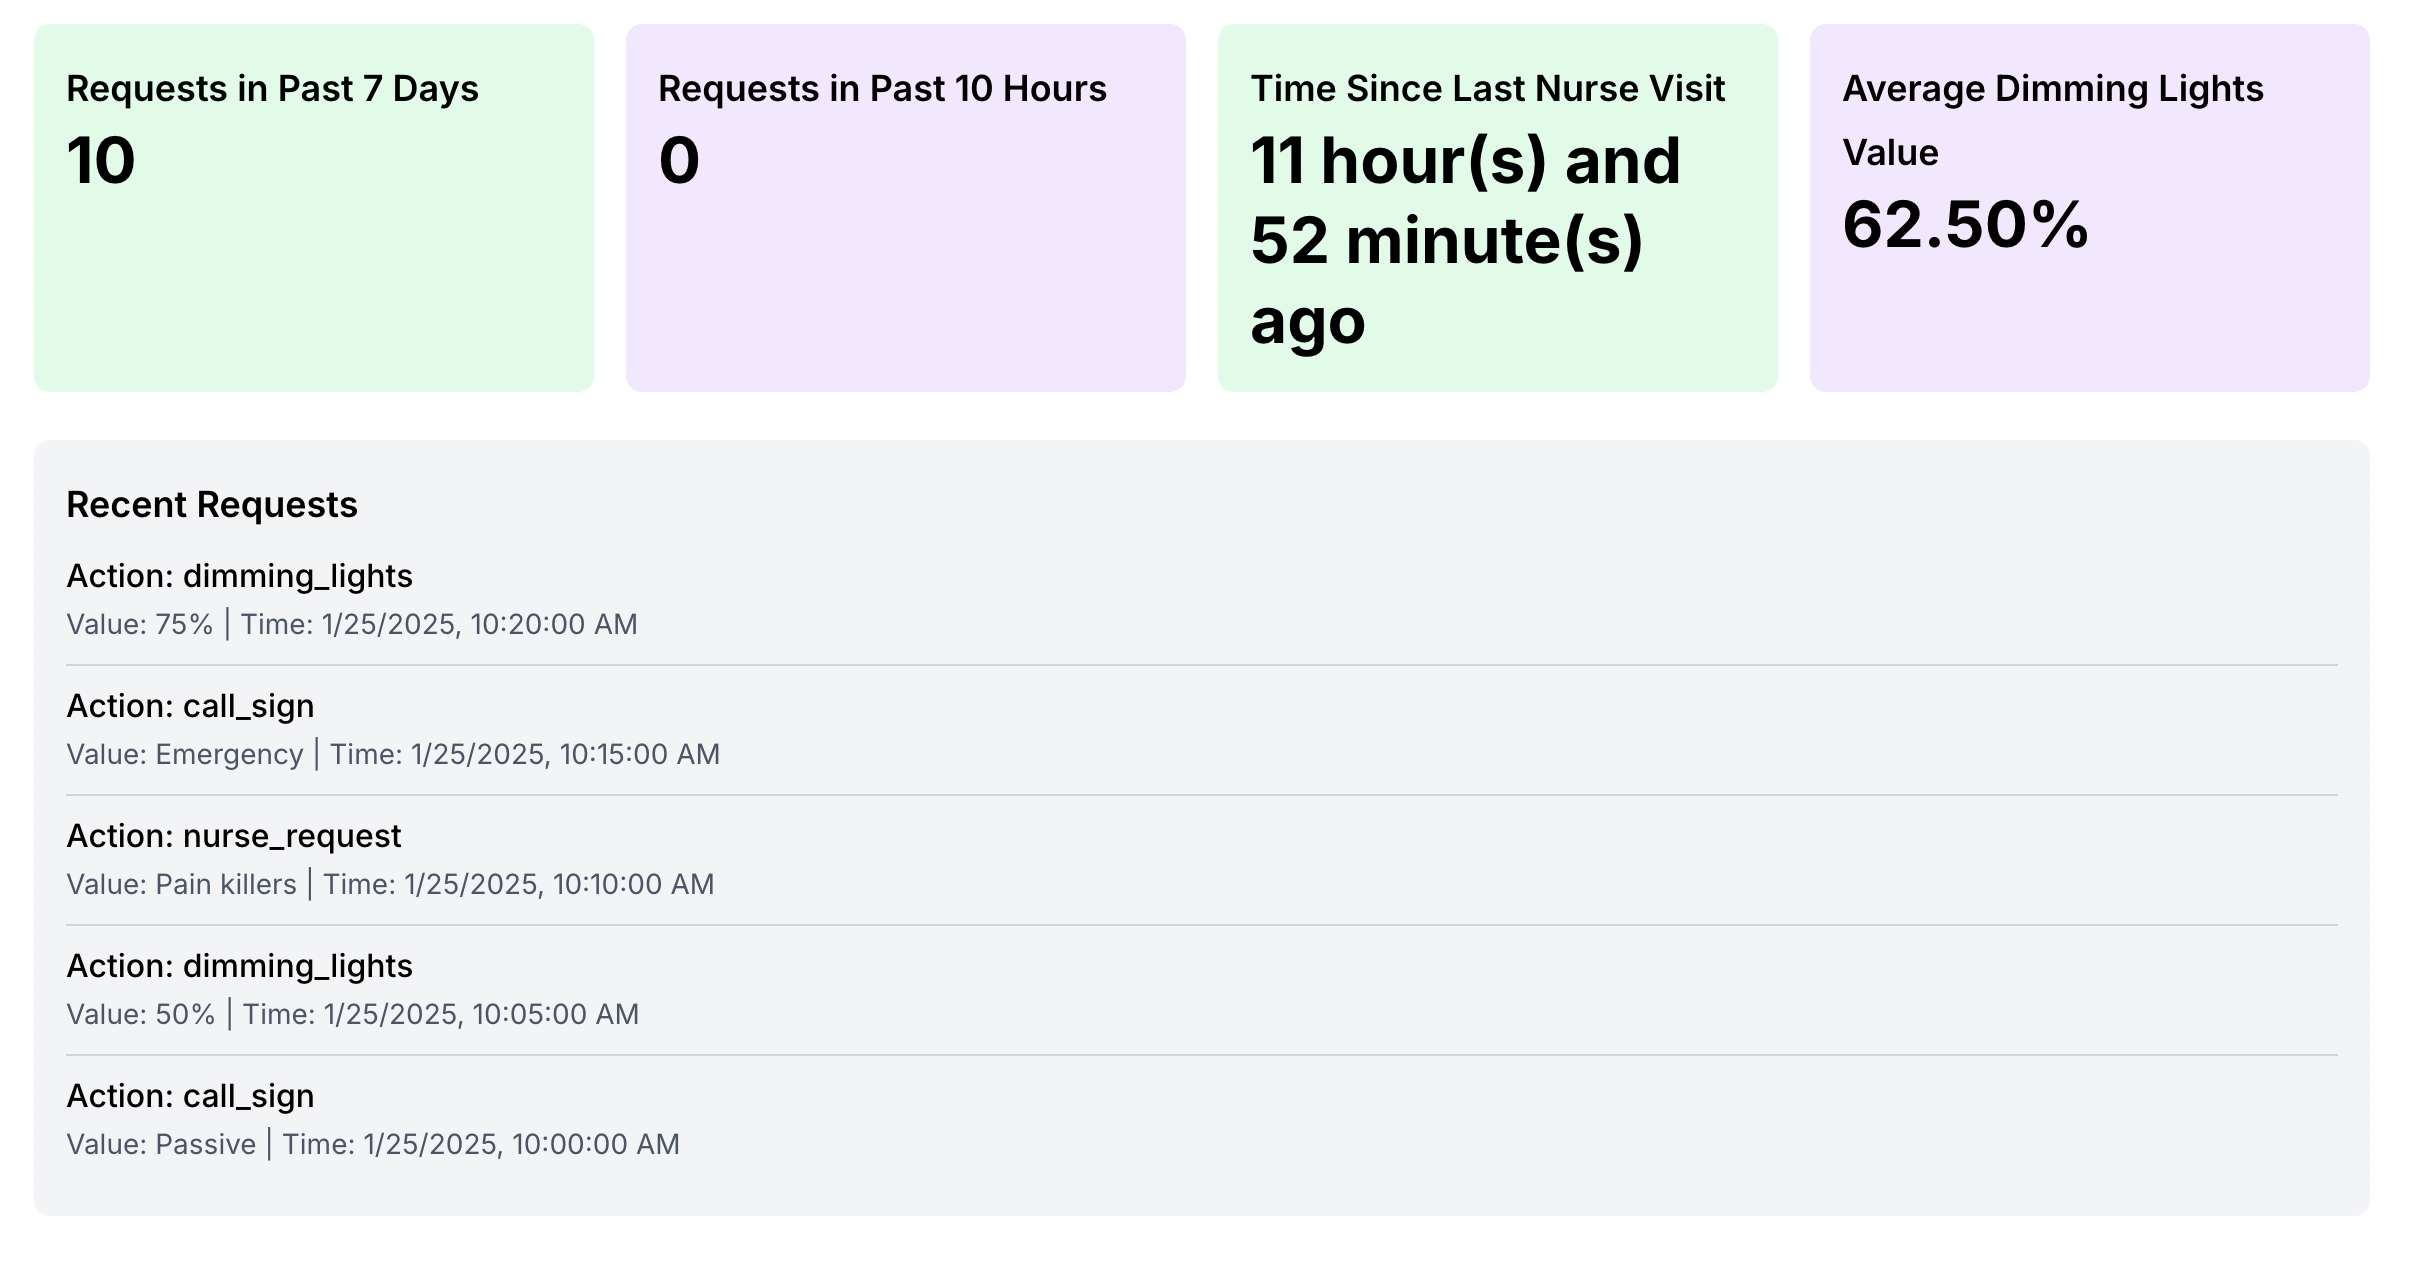 Requests in Past 7 Days
10
Requests in Past 10 Hours
0
Time Since Last Nurse Visit
11 hour(s) and
52 minute(s)
ago
Average Dimming Lights
Value
62.50%
Recent Requests
Action: dimming_lights
Value: 75% | Time: 1/25/2025, 10:20:00 AM
Action: call_sign
Value: Emergency | Time: 1/25/2025, 10:15:00 AM
Action: nurse_request
Value: Pain killers | Time: 1/25/2025, 10:10:00 AM
Action: dimming_lights
Value: 50% | Time: 1/25/2025, 10:05:00 AM
Action: call_sign
Value: Passive | Time: 1/25/2025, 10:00:00 AM